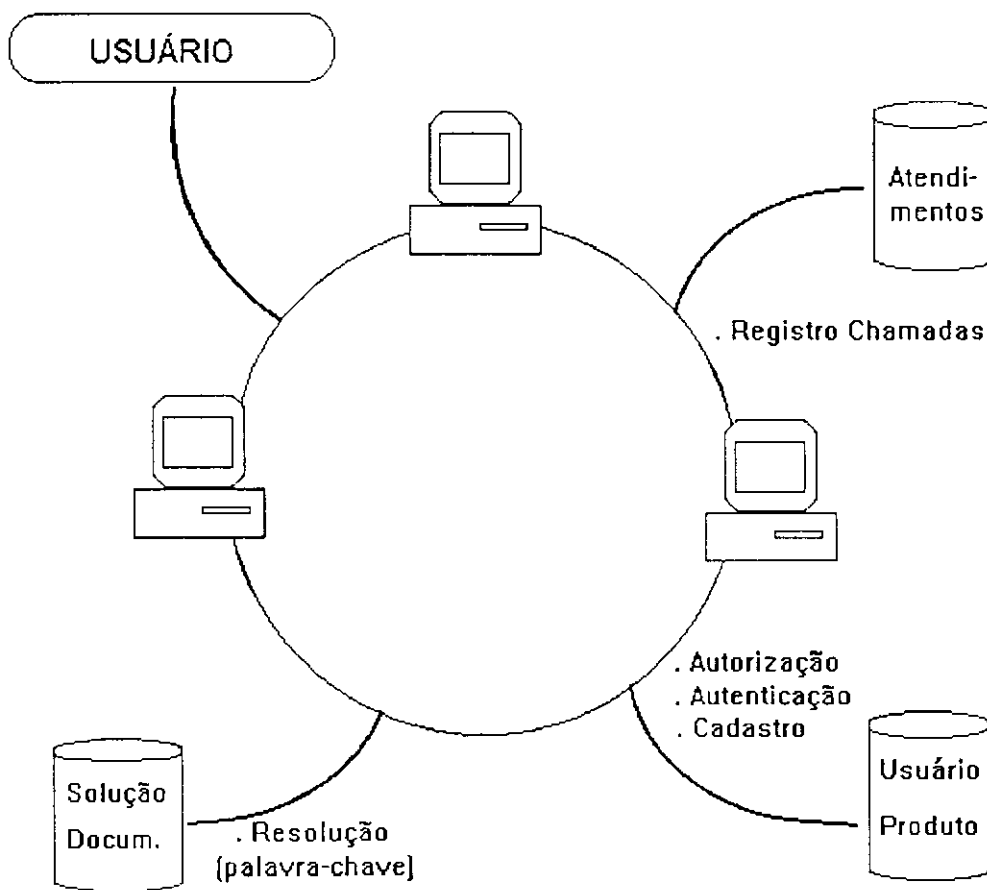 USUÁRIO
Atendi-
mentos
. Registro Chamadas
. Autorização
. Autenticação
. Cadastro
Usuário
Produto
Solução
Docum.
. Resolução
(palavra-chave)